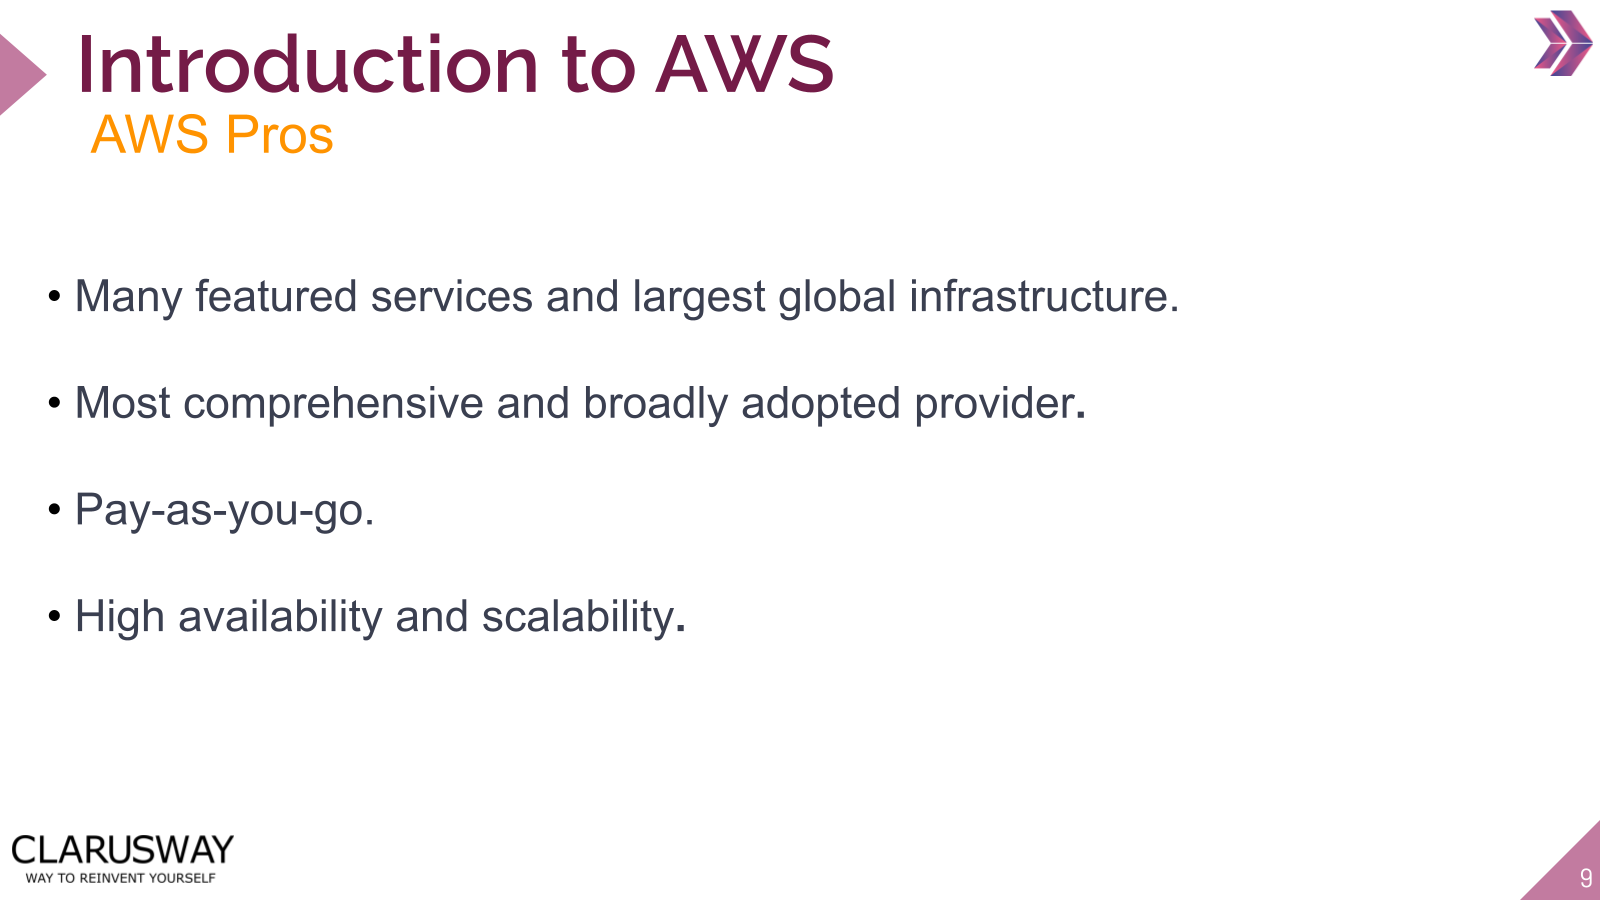 Introduction to AWS
AWS Pros
• Many featured services and largest global infrastructure.
• Most comprehensive and broadly adopted provider.
• Pay-as-you-go.
• High availability and scalability.
CLARUSWAY
WAY TO REINVENT YOURSELF
9